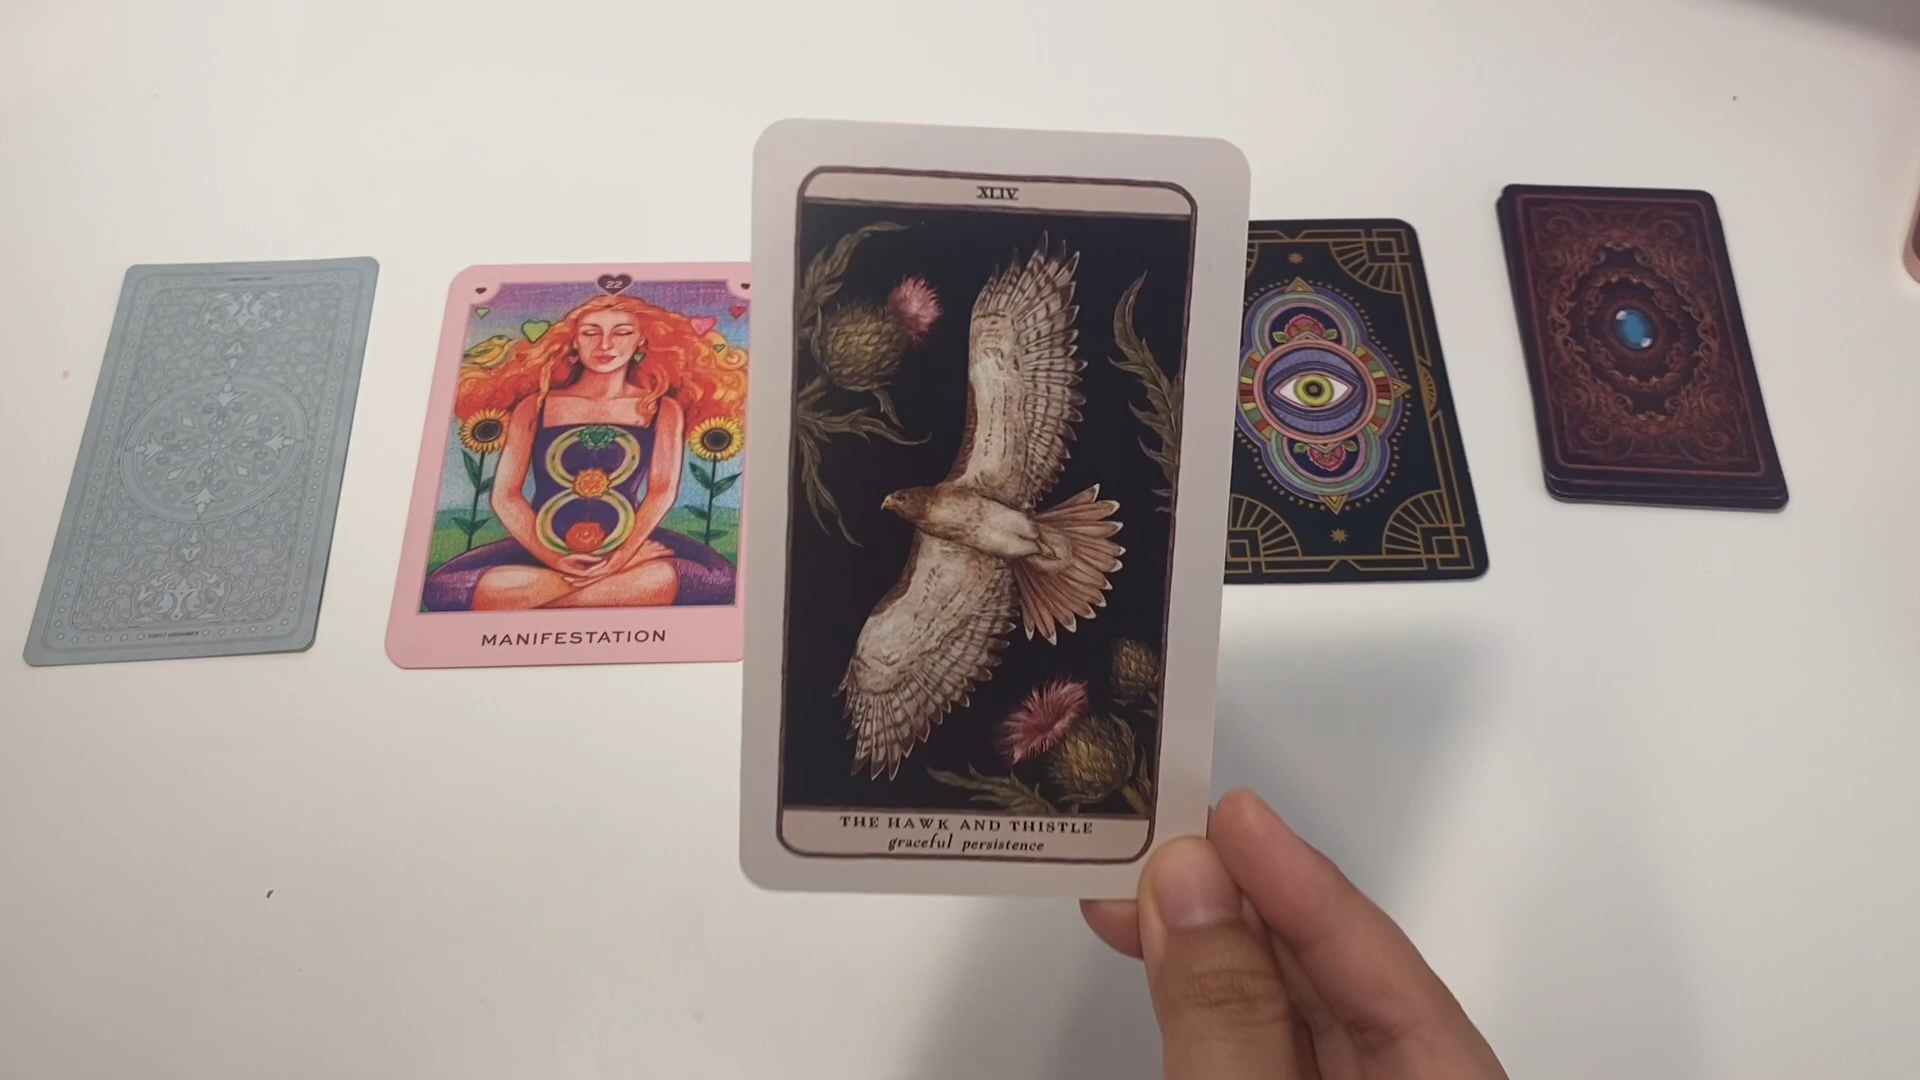 XLIV
22
MANIFESTATION
THE HAWK AND THISTLE
graceful persistence